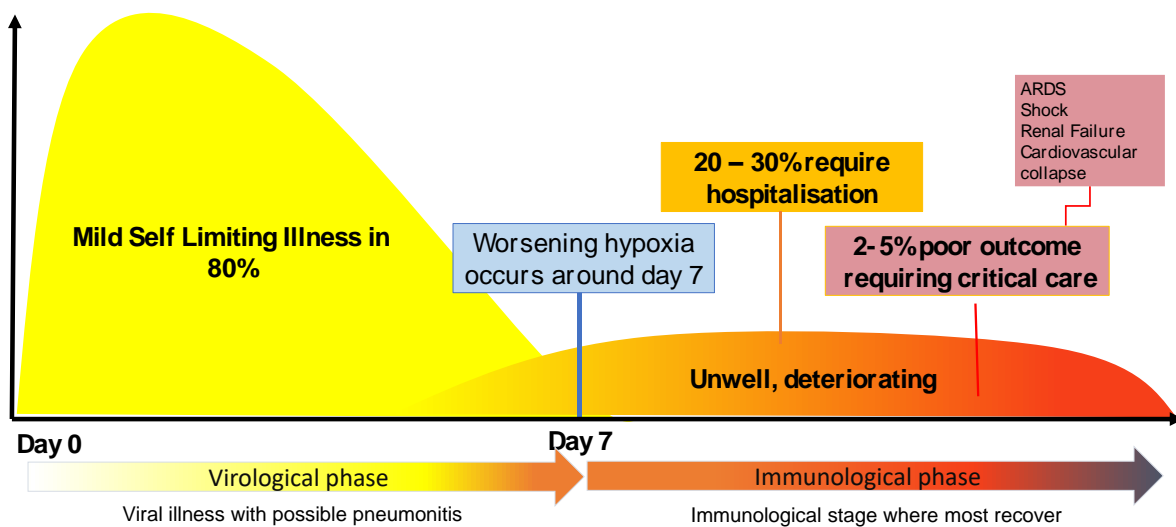 ARDS
Shock
Renal Failure
Cardiovascular
collapse
20 – 30% require
hospitalisation
Mild Self Limiting Illness in
80%
Worsening hypoxia
occurs around day 7
2- 5% poor outcome
requiring critical care
Unwell, deteriorating
Day 0
Day 7
Virological phase
Immunological phase
Viral illness with possible pneumonitis
Immunological stage where most recover